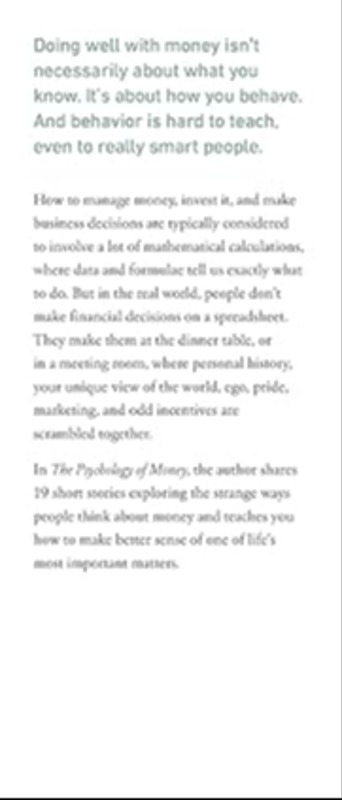 Doing well with money isn't
necessarily about what you
know. It's about how you behave.
And behavior is hard to teach,
even to really smart people.
How to manage money, invest it, and make
business decisions are typically considered
to involve a lot of mathematical calculations,
where data and formulae tell us exactly what
to do. But in the real world, people don't
make financial decisions on a spreadsheet.
They make them at the dinner table, or
in a meeting room, where personal history,
your unique view of the world, ego, pride,
marketing, and odd incentives are
scrambled together.
In The Psychology of Money, the author shares
19 short stories exploring the strange ways
people think about money and teaches you
how to make better sense of one of life's
most important matters.